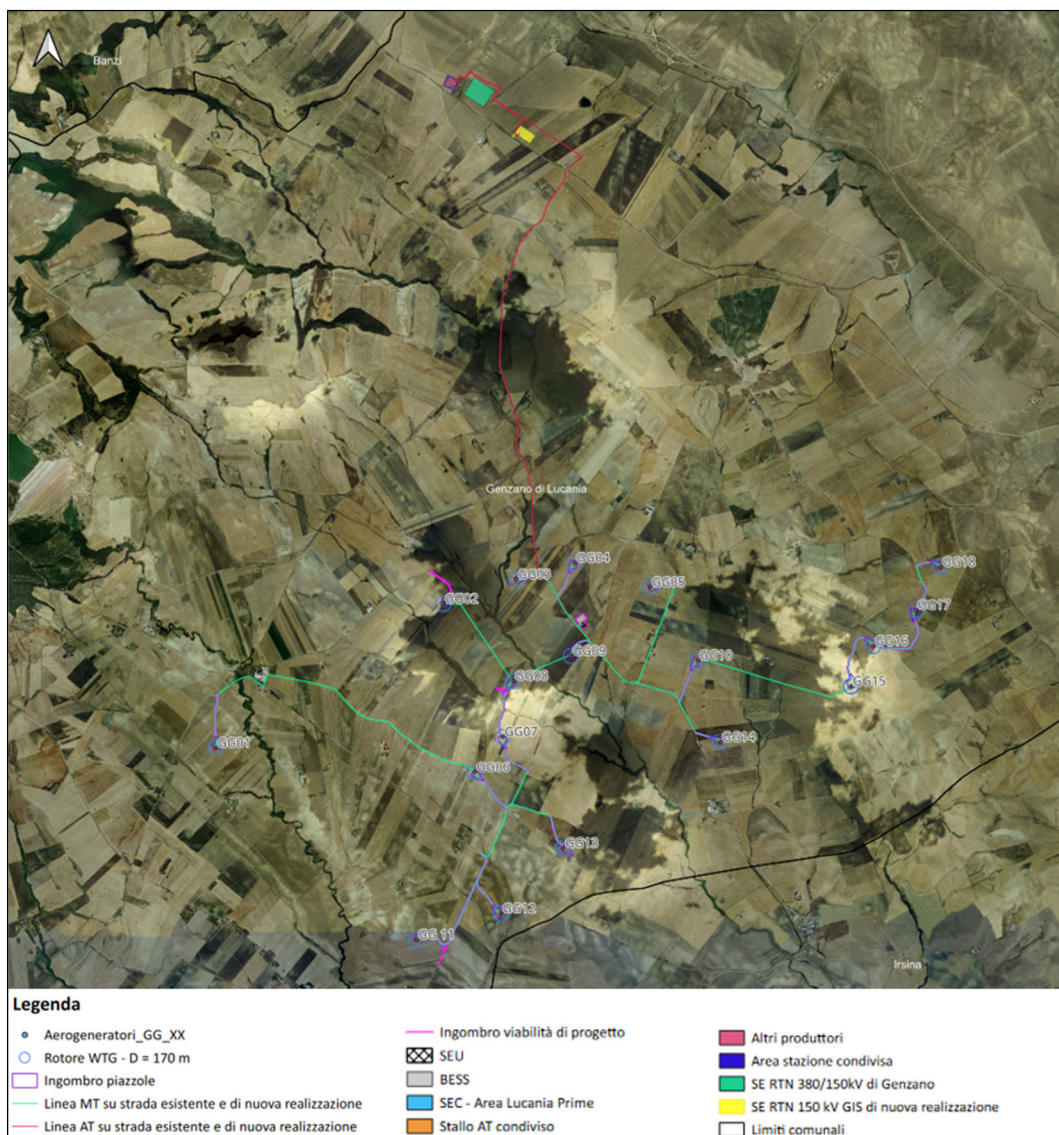 Banzi
Genzano di Lucania
GG04
GG03
GG18
GG05
GG02
GG17
GG16
GG09
GG10
GG08
GG15
GG07
GG14
GG01
GG06
GG13
GG12
GG11
Irsina
Legenda
Aerogeneratori_GG_XX
Rotore WTG - D = 170 m
Ingombro piazzole
Linea MT su strada esistente e di nuova realizzazione
Linea AT su strada esistente e di nuova realizzazione
Ingombro viabilità di progetto
SEU
BESS
SEC - Area Lucania Prime
Stallo AT condiviso
Altri produttori
Area stazione condivisa
SE RTN 380/150kV di Genzano
SE RTN 150 kV GIS di nuova realizzazione
Limiti comunali